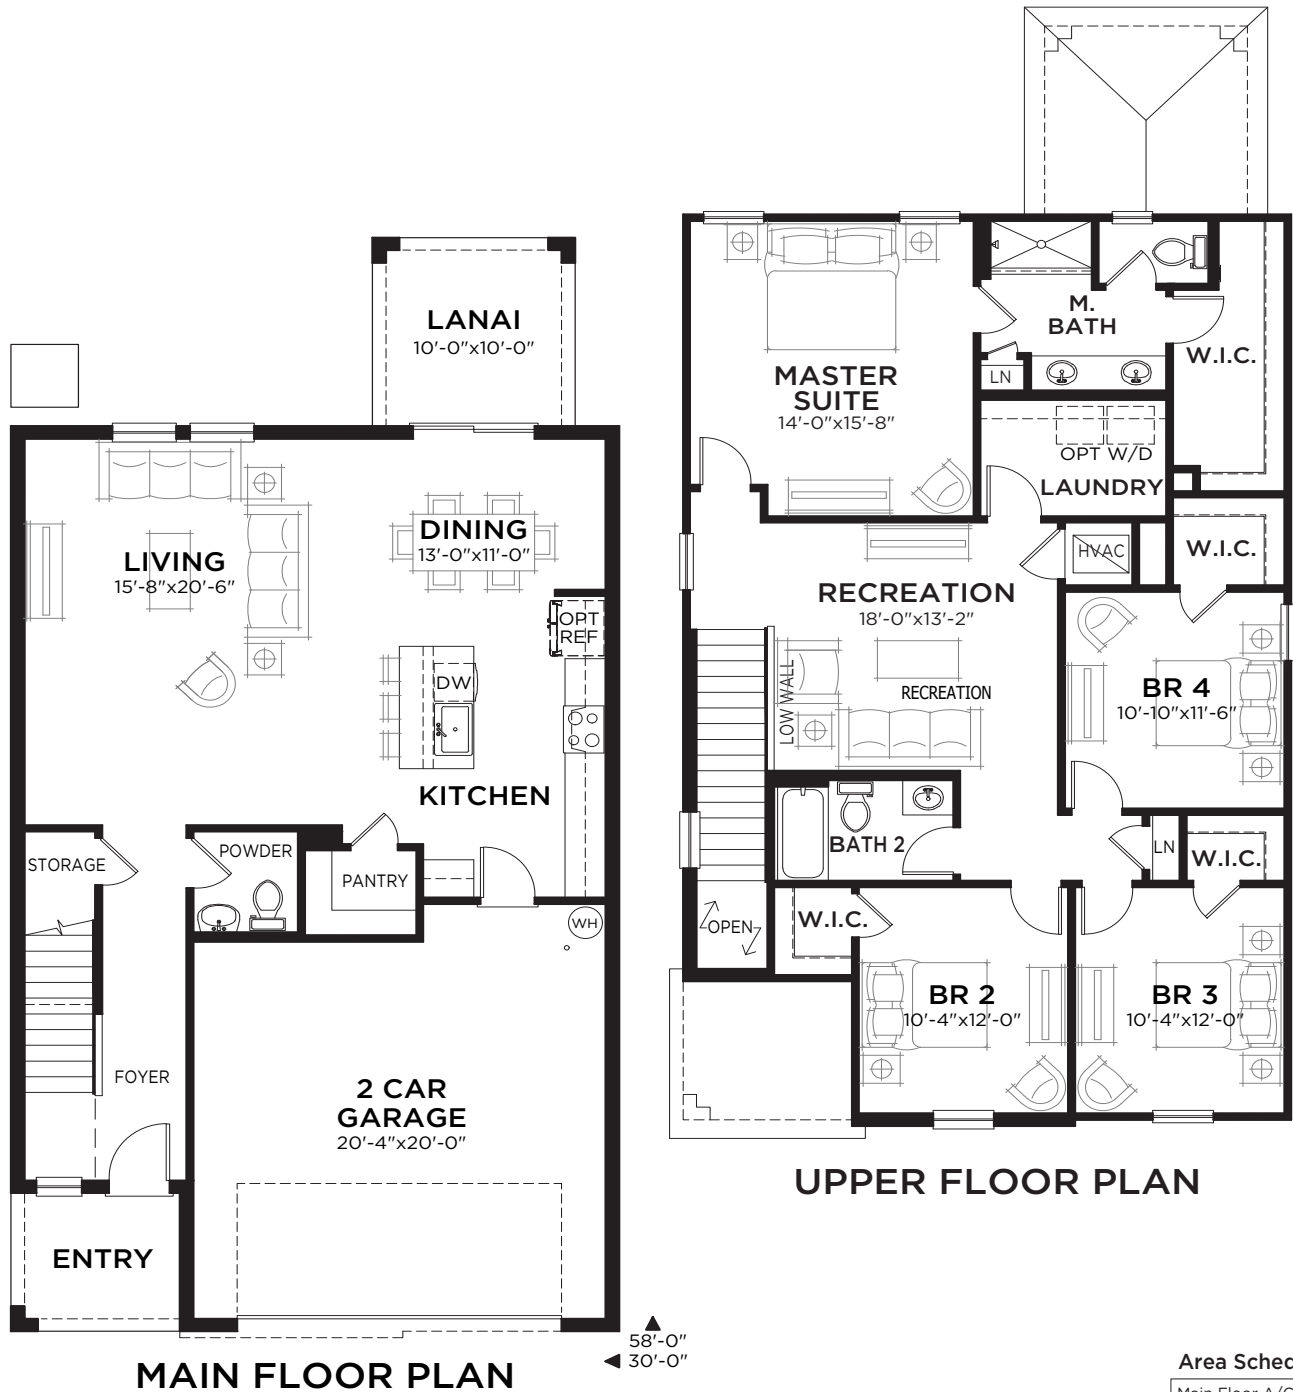 LANAI
10'-0"x10'-0"
LIVING
15'-8"x20'-6"
DINING
13'-0"x11'-0"
OPT
REF
DW
KITCHEN
STORAGE
POWDER
PANTRY
WH
FOYER
2 CAR
GARAGE
20'-4"x20'-0"
ENTRY
58'-0"
30'-0"
MAIN FLOOR PLAN
M.
BATH
W.I.C.
MASTER
SUITE
14'-0"x15'-8"
LN
OPT W/D
LAUNDRY
HVAC
W.I.C.
RECREATION
18'-0"x13'-2"
LOW WALL
RECREATION
BR 4
10'-10"x11'-6"
BATH 2
LN
W.I.C.
W.I.C.
OPEN
BR 2
10'-4"x12'-0"
BR 3
10'-4"x12'-0"
UPPER FLOOR PLAN
Area Sched
Main Floor A/C